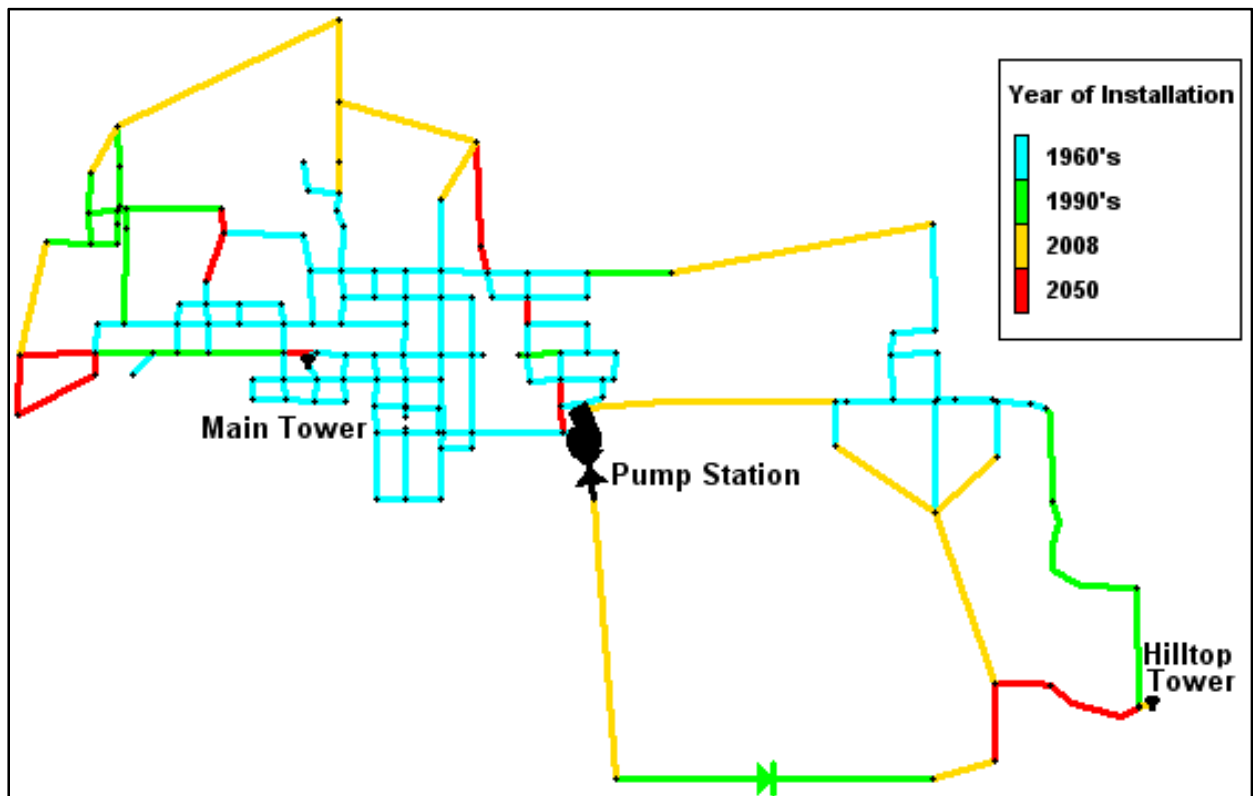 Year of Installation
1960's
1990's
2008
2050
Main Tower
Pump Station
Hilltop
Tower